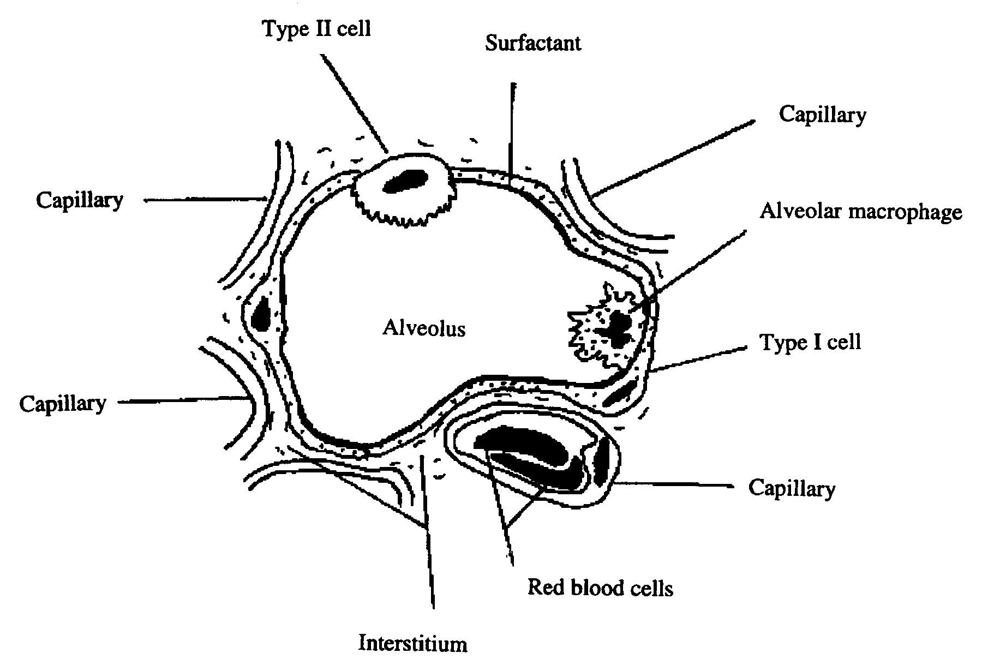 Type II cell
Surfactant
Capillary
Capillary
Alveolar macrophage
Alveolus
Type I cell
Capillary
Capillary
Red blood cells
Interstitium